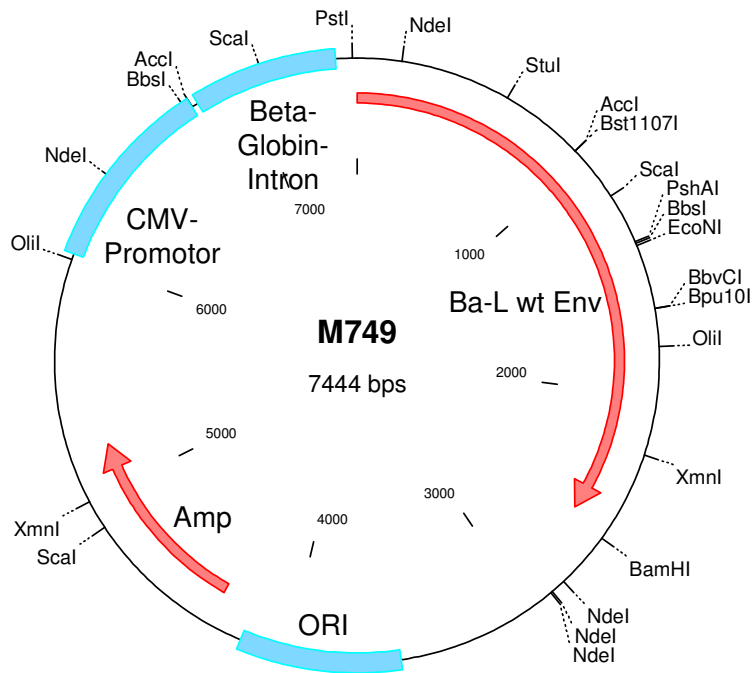 PstI
NdeI
ScaI
StuI
AccI
BbsI
AccI
Bst1107I
Beta-
Globin-
Intron
NdeI
ScaI
PshAI
BbsI
EcoNI
7000
CMV-
Promotor
OliI
1000
BbvCI
Bpu10I
6000
Ba-L wt Env
M749
OliI
7444 bps
2000
5000
XmnI
3000
Amp
4000
XmnI
ScaI
BamHI
ORI
NdeI
NdeI
NdeI